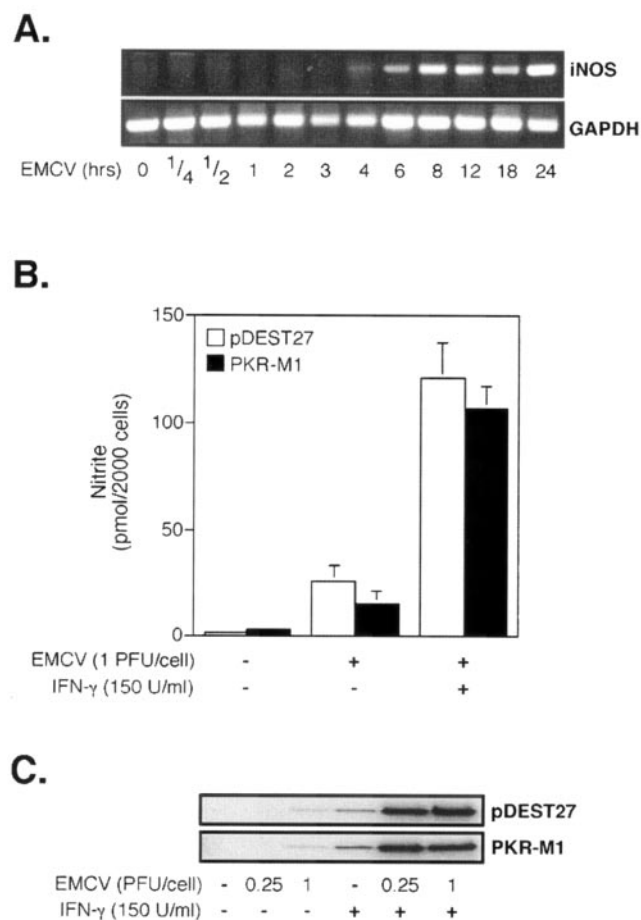 A.
iNOS
GAPDH
EMCV (hrs) 0 1/4 1/2 1 2 3 4 6 8 12 18 24
B.
150
pDEST27
PKR-M1
100
Nitrite
(pmol/2000 cells)
50
0
EMCV (1 PFU/cell) - + +
IFN-γ (150 U/ml) - - +
C.
pDEST27
PKR-M1
EMCV (PFU/cell) - 0.25 1 - 0.25 1
IFN-γ (150 U/ml) - - - + + +